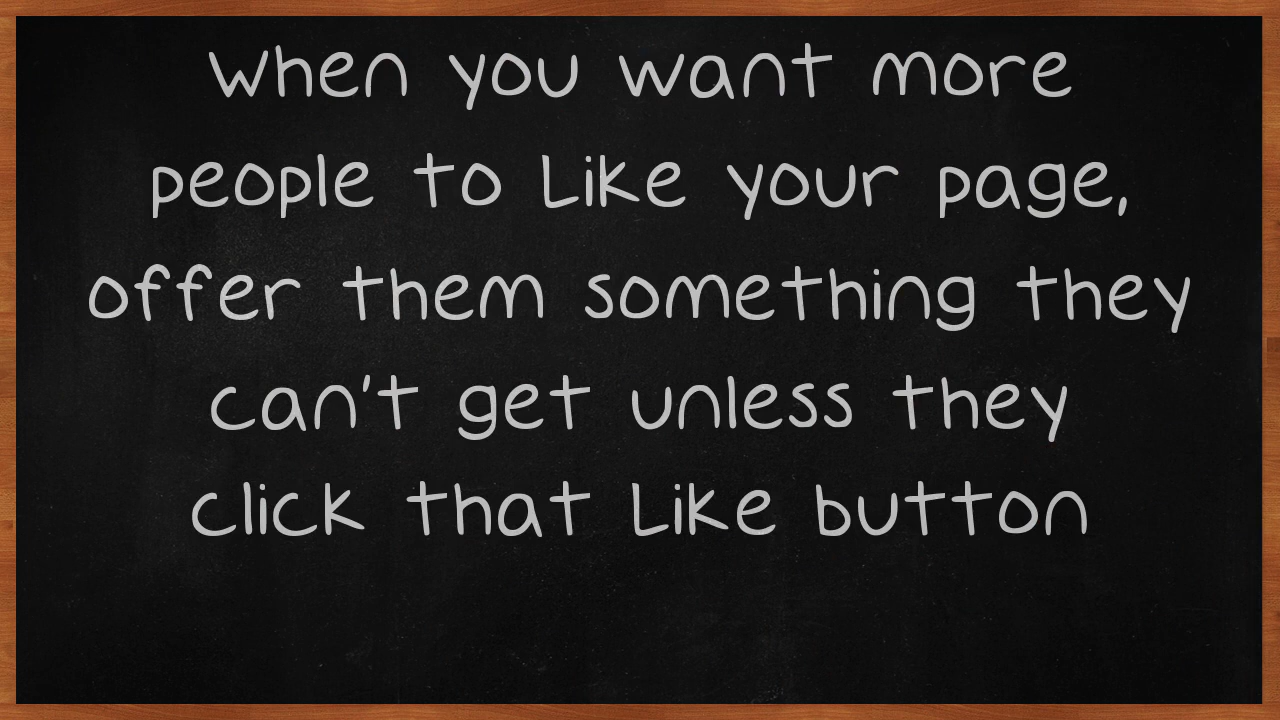 When you want more
people to Like your page,
offer them something they
can't get unless they
click that Like button